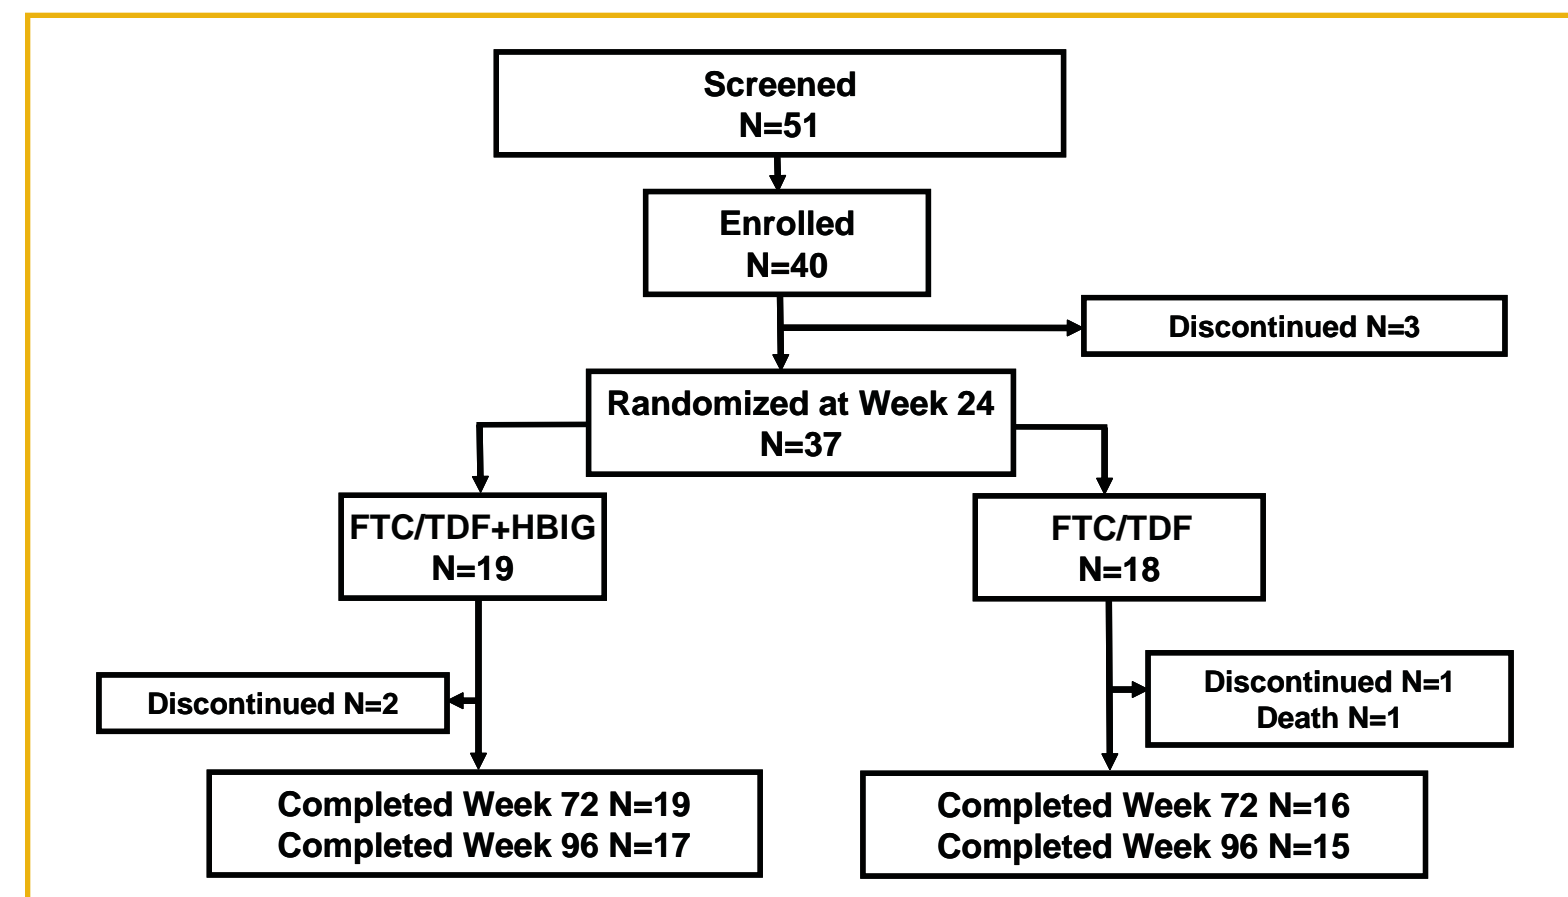 Screened
N=51
Enrolled
N=40
Discontinued N=3
Randomized at Week 24
N=37
FTC/TDF+HBIG
N=19
FTC/TDF
N=18
Discontinued N=2
Discontinued N=1
Death N=1
Completed Week 72 N=19
Completed Week 96 N=17
Completed Week 72 N=16
Completed Week 96 N=15